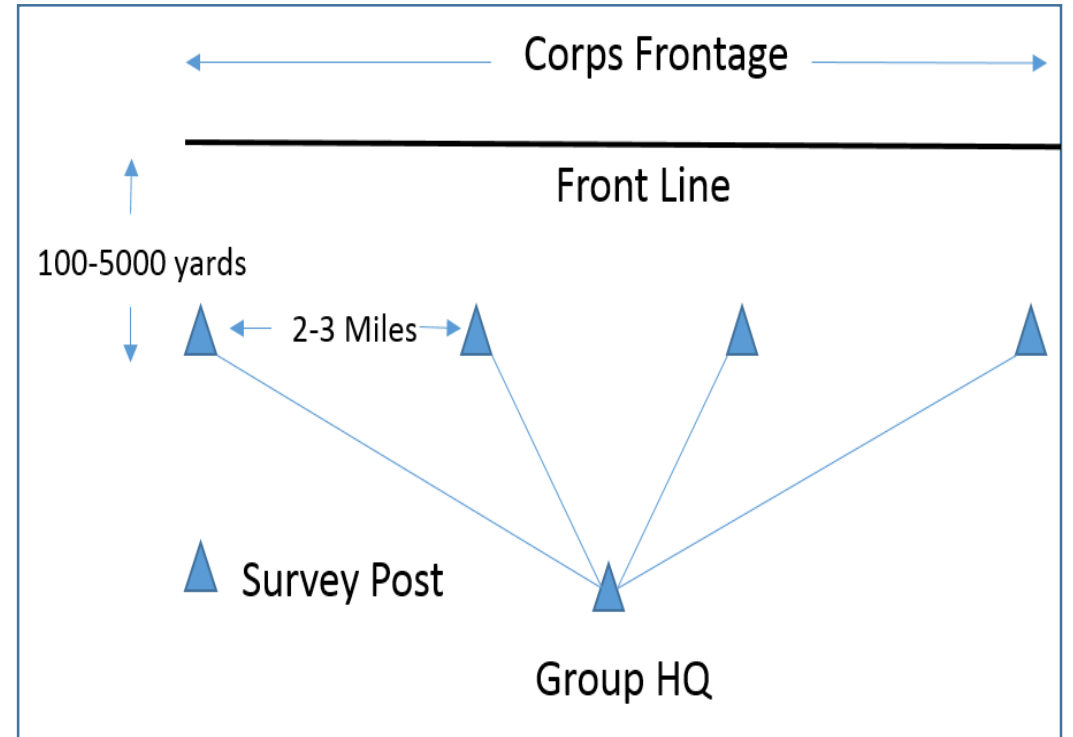 Corps Frontage
Front Line
100-5000 yards
2-3 Miles
Survey Post
Group HQ